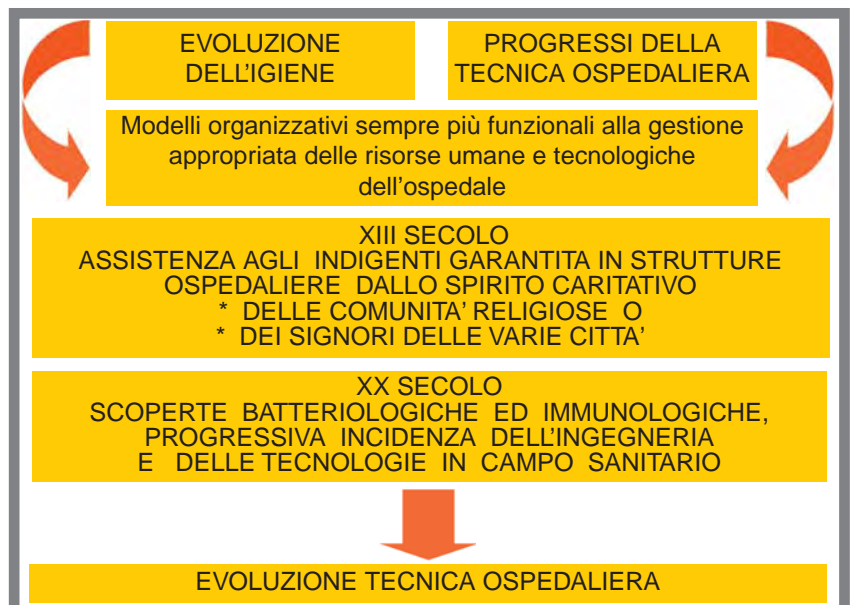 EVOLUZIONE
DELL'IGIENE
PROGRESSI DELLA
TECNICA OSPEDALIERA
Modelli organizzativi sempre più funzionali alla gestione
appropriata delle risorse umane e tecnologiche
dell'ospedale
XIII SECOLO
ASSISTENZA AGLI INDIGENTI GARANTITA IN STRUTTURE
OSPEDALIERE DALLO SPIRITO CARITATIVO
* DELLE COMUNITA' RELIGIOSE O
* DEI SIGNORI DELLE VARIE CITTA'
XX SECOLO
SCOPERTE BATTERIOLOGICHE ED IMMUNOLOGICHE,
PROGRESSIVA INCIDENZA DELL'INGEGNERIA
E DELLE TECNOLOGIE IN CAMPO SANITARIO
EVOLUZIONE TECNICA OSPEDALIERA